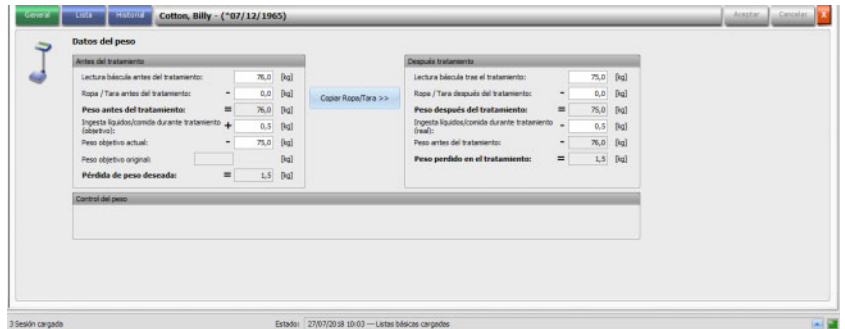 General Lista Historial Cotton, Billy - (*07/12/1965) Aceptar Cancelar X
Datos del peso
Antes del tratamiento
Lectura báscula antes del tratamiento: 76,0 [kg]
Ropa / Tara antes del tratamiento: - 0,0 [kg]
Peso antes del tratamiento: = 76,0 [kg]
Ingesta líquidos/comida durante tratamiento (objetivo): + 0,5 [kg]
Peso objetivo actual: - 75,0 [kg]
Peso objetivo original: [kg]
Pérdida de peso deseada: = 1,5 [kg]
Copiar Ropa/Tara >>
Después tratamiento
Lectura báscula tras el tratamiento: 75,0 [kg]
Ropa / Tara después del tratamiento: - 0,0 [kg]
Peso después del tratamiento: = 75,0 [kg]
Ingesta líquidos/comida durante tratamiento (real): - 0,5 [kg]
Peso antes del tratamiento: - 76,0 [kg]
Peso perdido en el tratamiento: = 1,5 [kg]
Control del peso
3 Sesión cargada Estado: 27/07/2018 10:03 --- Listas básicas cargadas